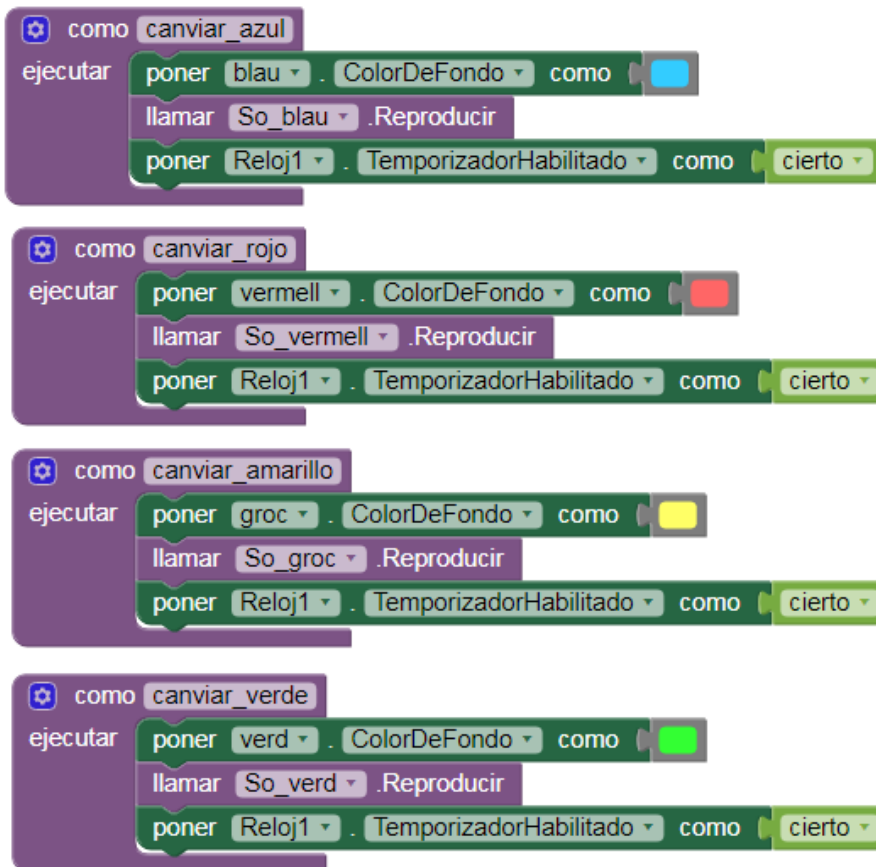 como canviar_azul
ejecutar poner blau . ColorDeFondo como
llamar So_blau .Reproducir
poner Reloj1 . TemporizadorHabilitado como cierto
como canviar_rojo
ejecutar poner vermell . ColorDeFondo como
llamar So_vermell .Reproducir
poner Reloj1 . TemporizadorHabilitado como cierto
como canviar_amarillo
ejecutar poner groc . ColorDeFondo como
llamar So_groc .Reproducir
poner Reloj1 . TemporizadorHabilitado como cierto
como canviar_verde
ejecutar poner verd . ColorDeFondo como
llamar So_verd .Reproducir
poner Reloj1 . TemporizadorHabilitado como cierto